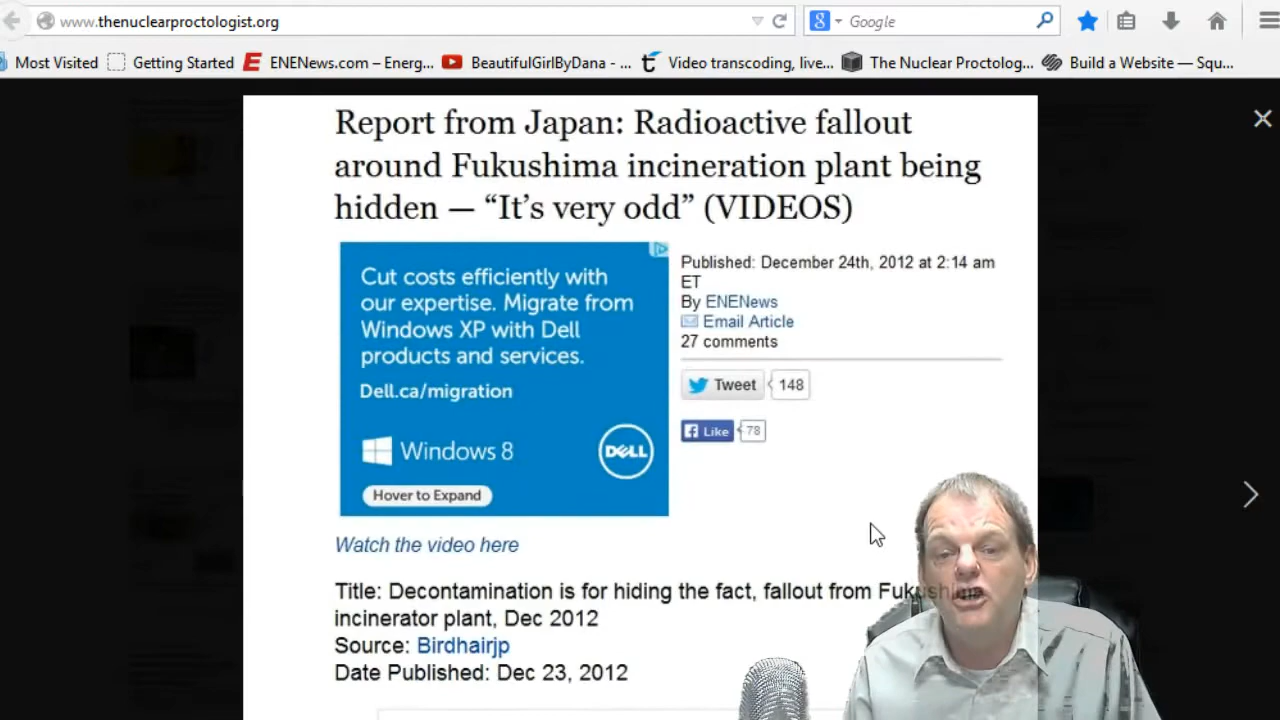 www.thenuclearproctologist.org
Google
Most Visited Getting Started ENENews.com – Energ... BeautifulGirlByDana - ... Video transcoding, live... The Nuclear Proctolog... Build a Website — Squ...
Report from Japan: Radioactive fallout
around Fukushima incineration plant being
hidden — “It’s very odd” (VIDEOS)
Cut costs efficiently with
our expertise. Migrate from
Windows XP with Dell
products and services.
Dell.ca/migration
Windows 8
DELL
Hover to Expand
Published: December 24th, 2012 at 2:14 am
ET
By ENENews
Email Article
27 comments
Tweet 148
Like 78
Watch the video here
Title: Decontamination is for hiding the fact, fallout from Fukushima
incinerator plant, Dec 2012
Source: Birdhairjp
Date Published: Dec 23, 2012